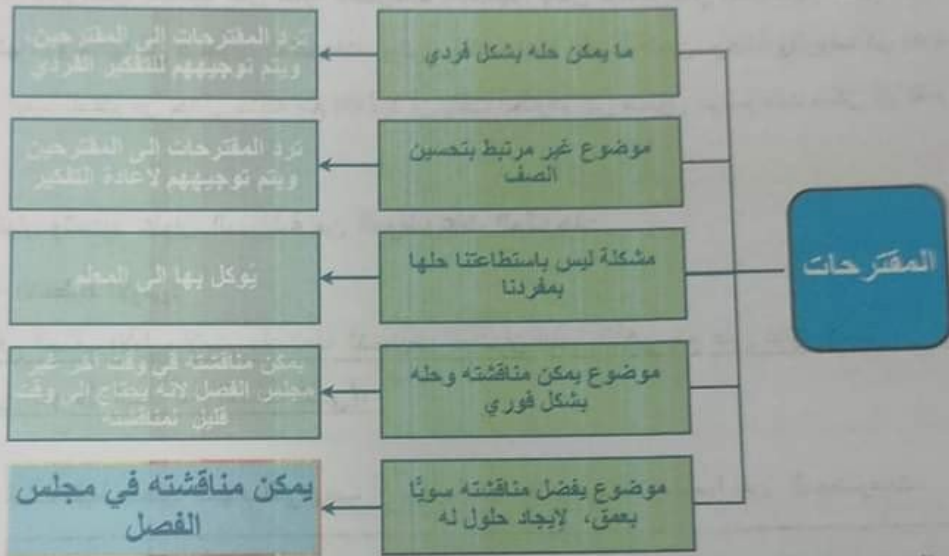 المقترحات
ما يمكن حله بشكل فردي
ترد المقترحات إلى المقترحين،
ويتم توجيههم للتفكير الفردي
موضوع غير مرتبط بتحسين
الصف
ترد المقترحات إلى المقترحين
ويتم توجيههم لاعادة التفكير
مشكلة ليس باستطاعتنا حلها
بمفردنا
يوكل بها الى المعلم
موضوع يمكن مناقشته وحله
بشكل فوري
يمكن مناقشته في وقت آخر غير
مجلس الفصل لانه يحتاج إلى وقت
قليل لمناقشته
موضوع يفضل مناقشته سويًا
بعمق، لإيجاد حلول له
يمكن مناقشته في مجلس
الفصل